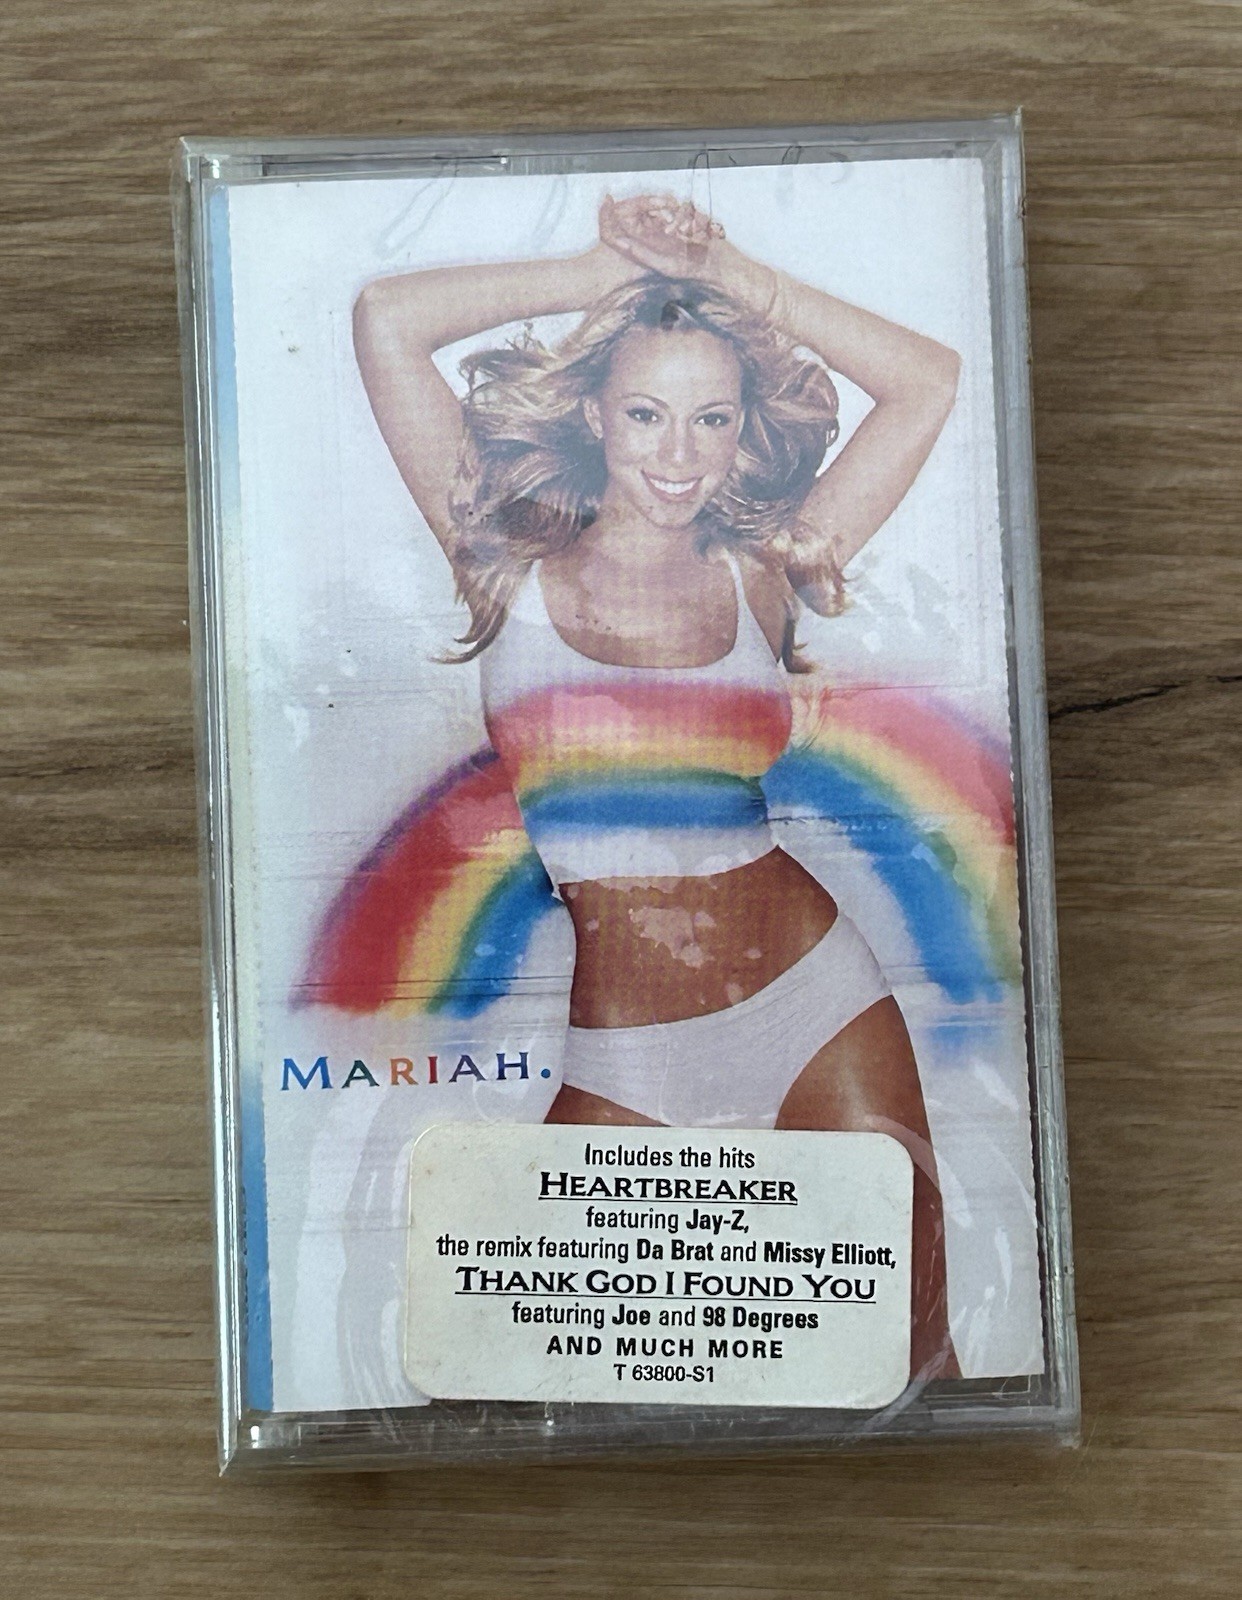 MARIAH.
Includes the hits
HEARTBREAKER
featuring Jay-Z,
the remix featuring Da Brat and Missy Elliott,
THANK GOD I FOUND YOU
featuring Joe and 98 Degrees
AND MUCH MORE
T 63800-S1